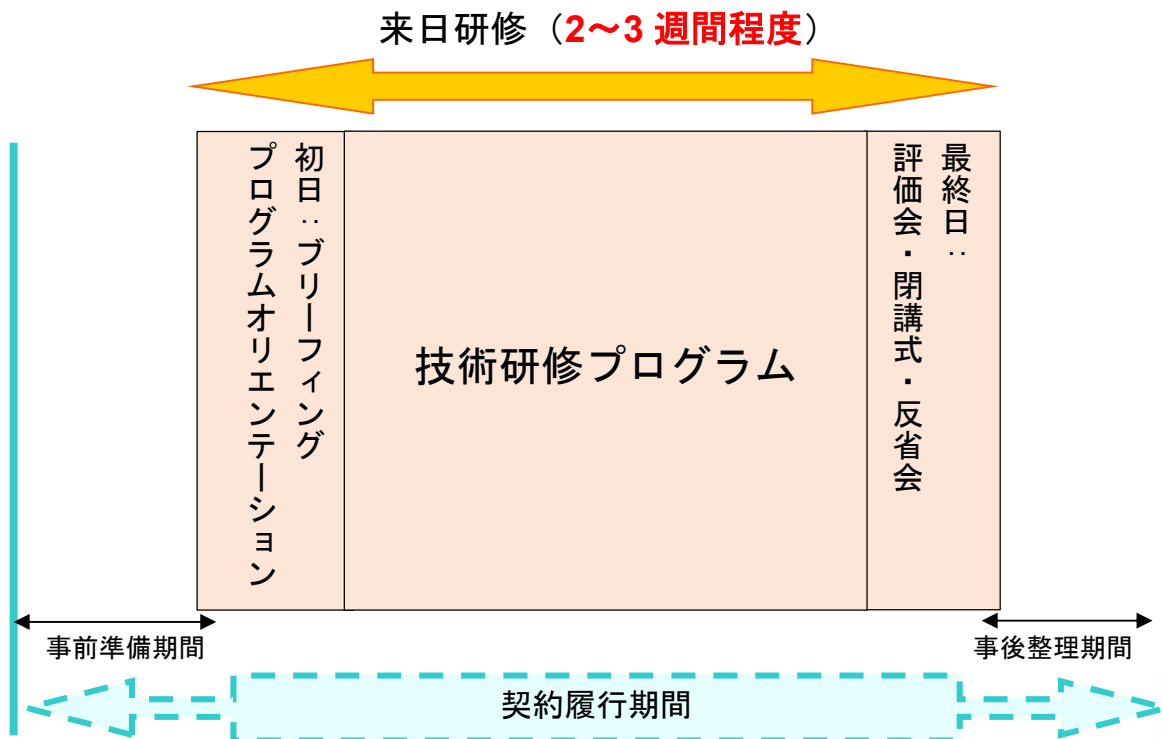 来日研修（2～3 週間程度）
初日：ブリーフィング
プログラムオリエンテーション
技術研修プログラム
最終日：
評価会・閉講式・反省会
事前準備期間
事後整理期間
契約履行期間